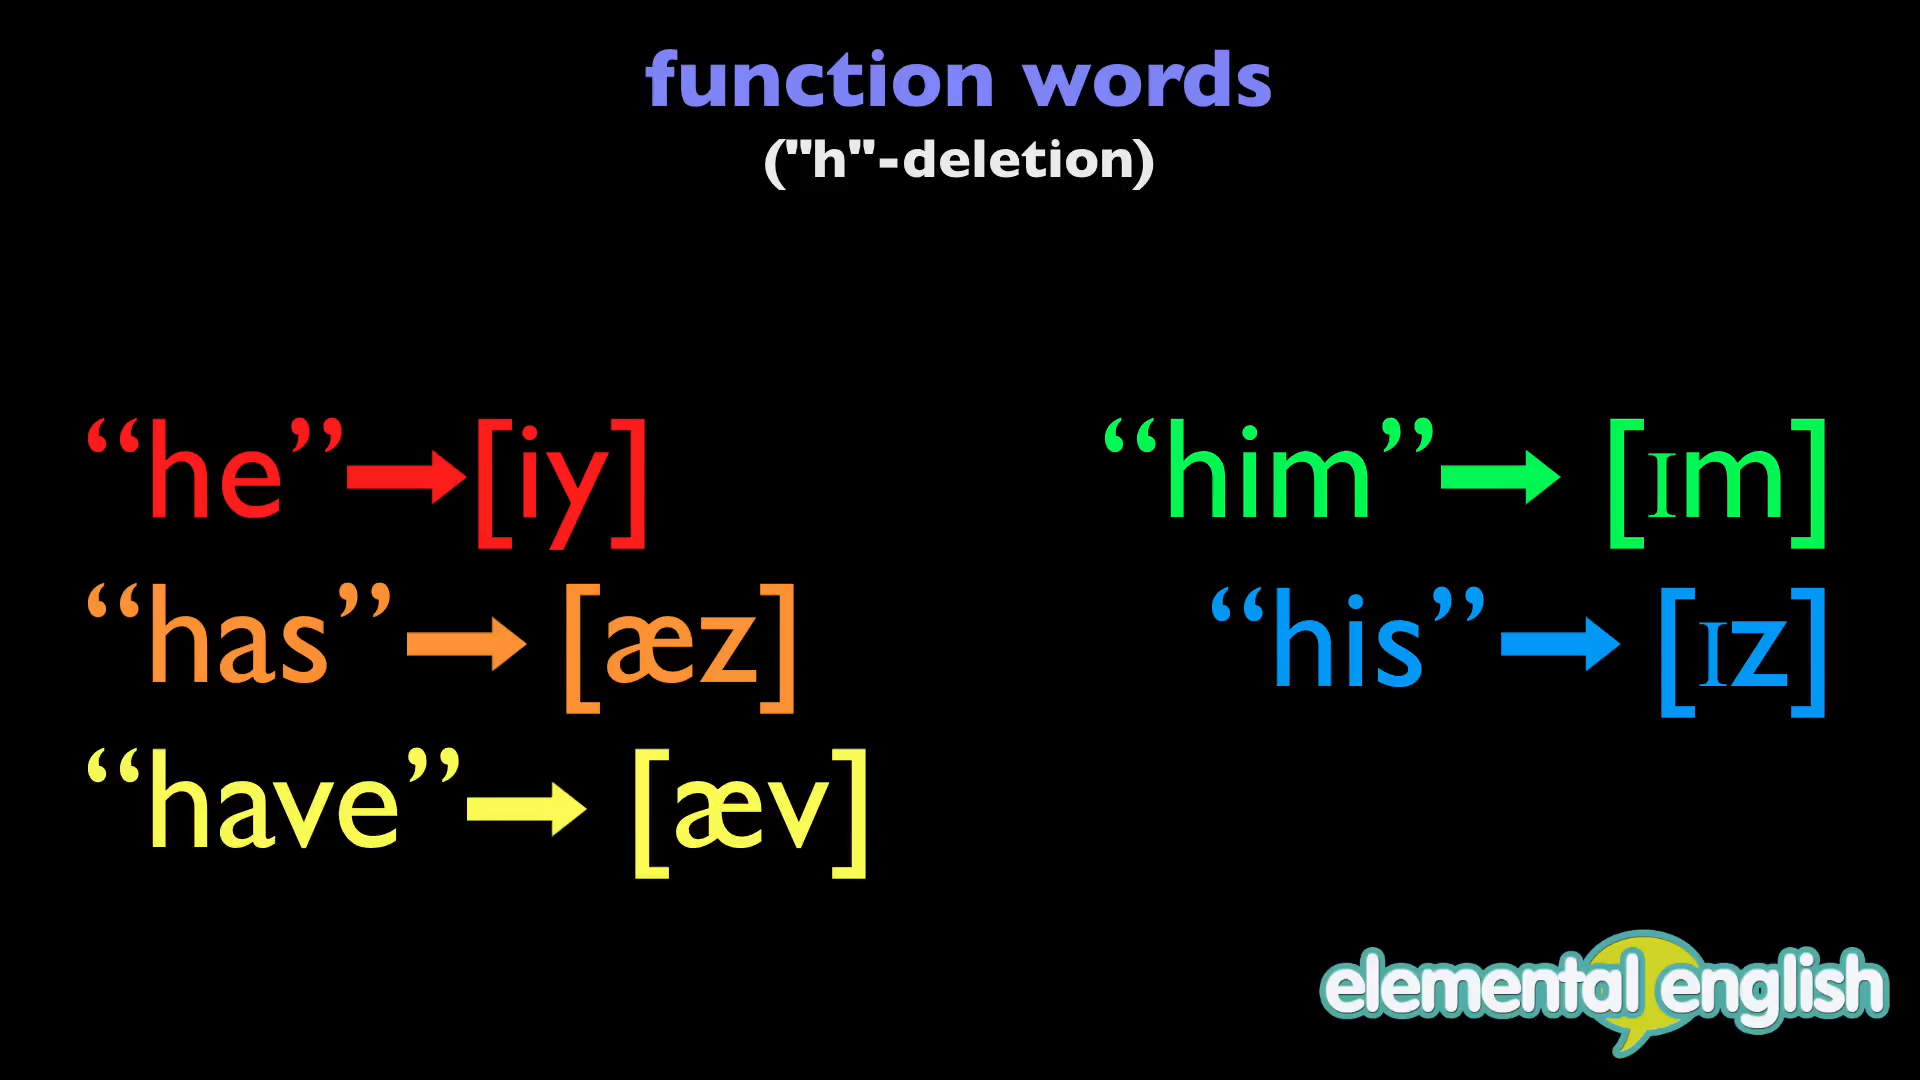 function words
("h"-deletion)
“he”➡[iy]
“has”➡ [æz]
“have”➡ [æv]
“him”➡ [ɪm]
“his”➡ [ɪz]
elemental english